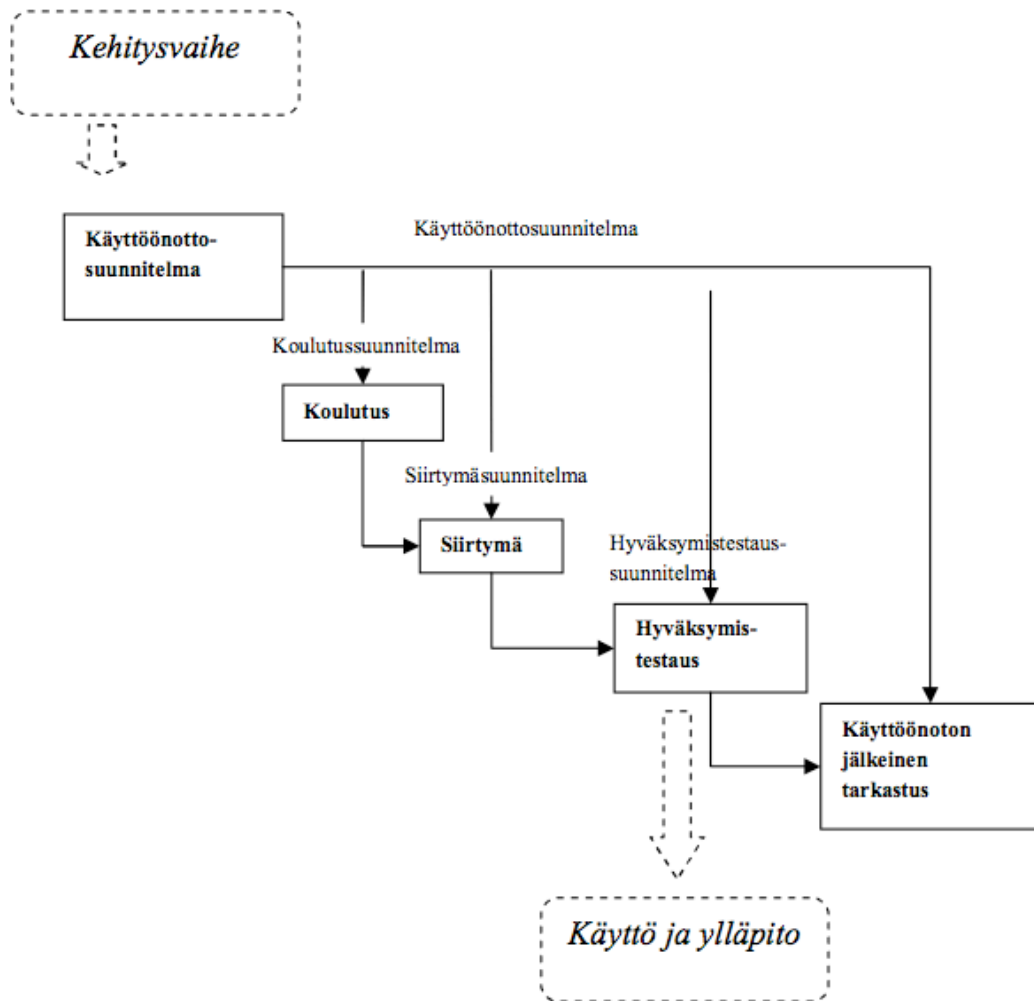 Kehitysvaihe
Käyttöönotto-
suunnitelma
Käyttöönottosuunnitelma
Koulutussuunnitelma
Koulutus
Siirtymäsuunnitelma
Siirtymä
Hyväksymistestaus-
suunnitelma
Hyväksymis-
testaus
Käyttöönoton
jälkeinen
tarkastus
Käyttö ja ylläpito